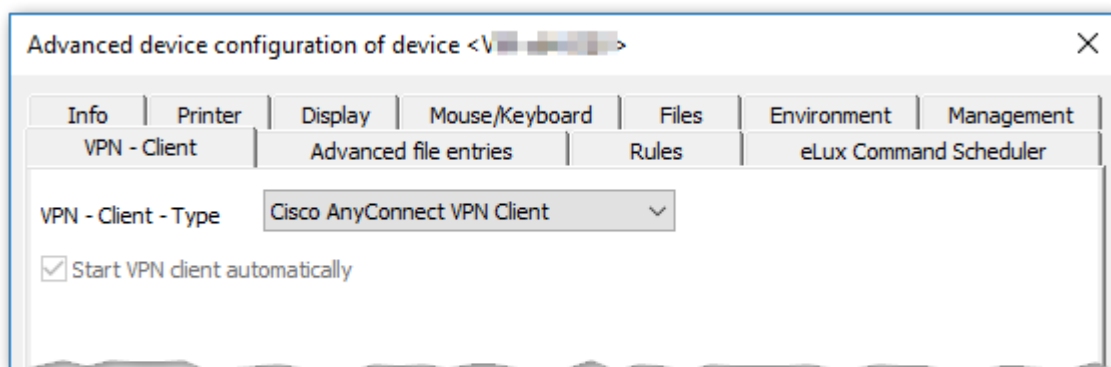 Advanced device configuration of device <V >
Info Printer Display Mouse/Keyboard Files Environment Management
VPN - Client Advanced file entries Rules eLux Command Scheduler
VPN - Client - Type Cisco AnyConnect VPN Client
Start VPN client automatically